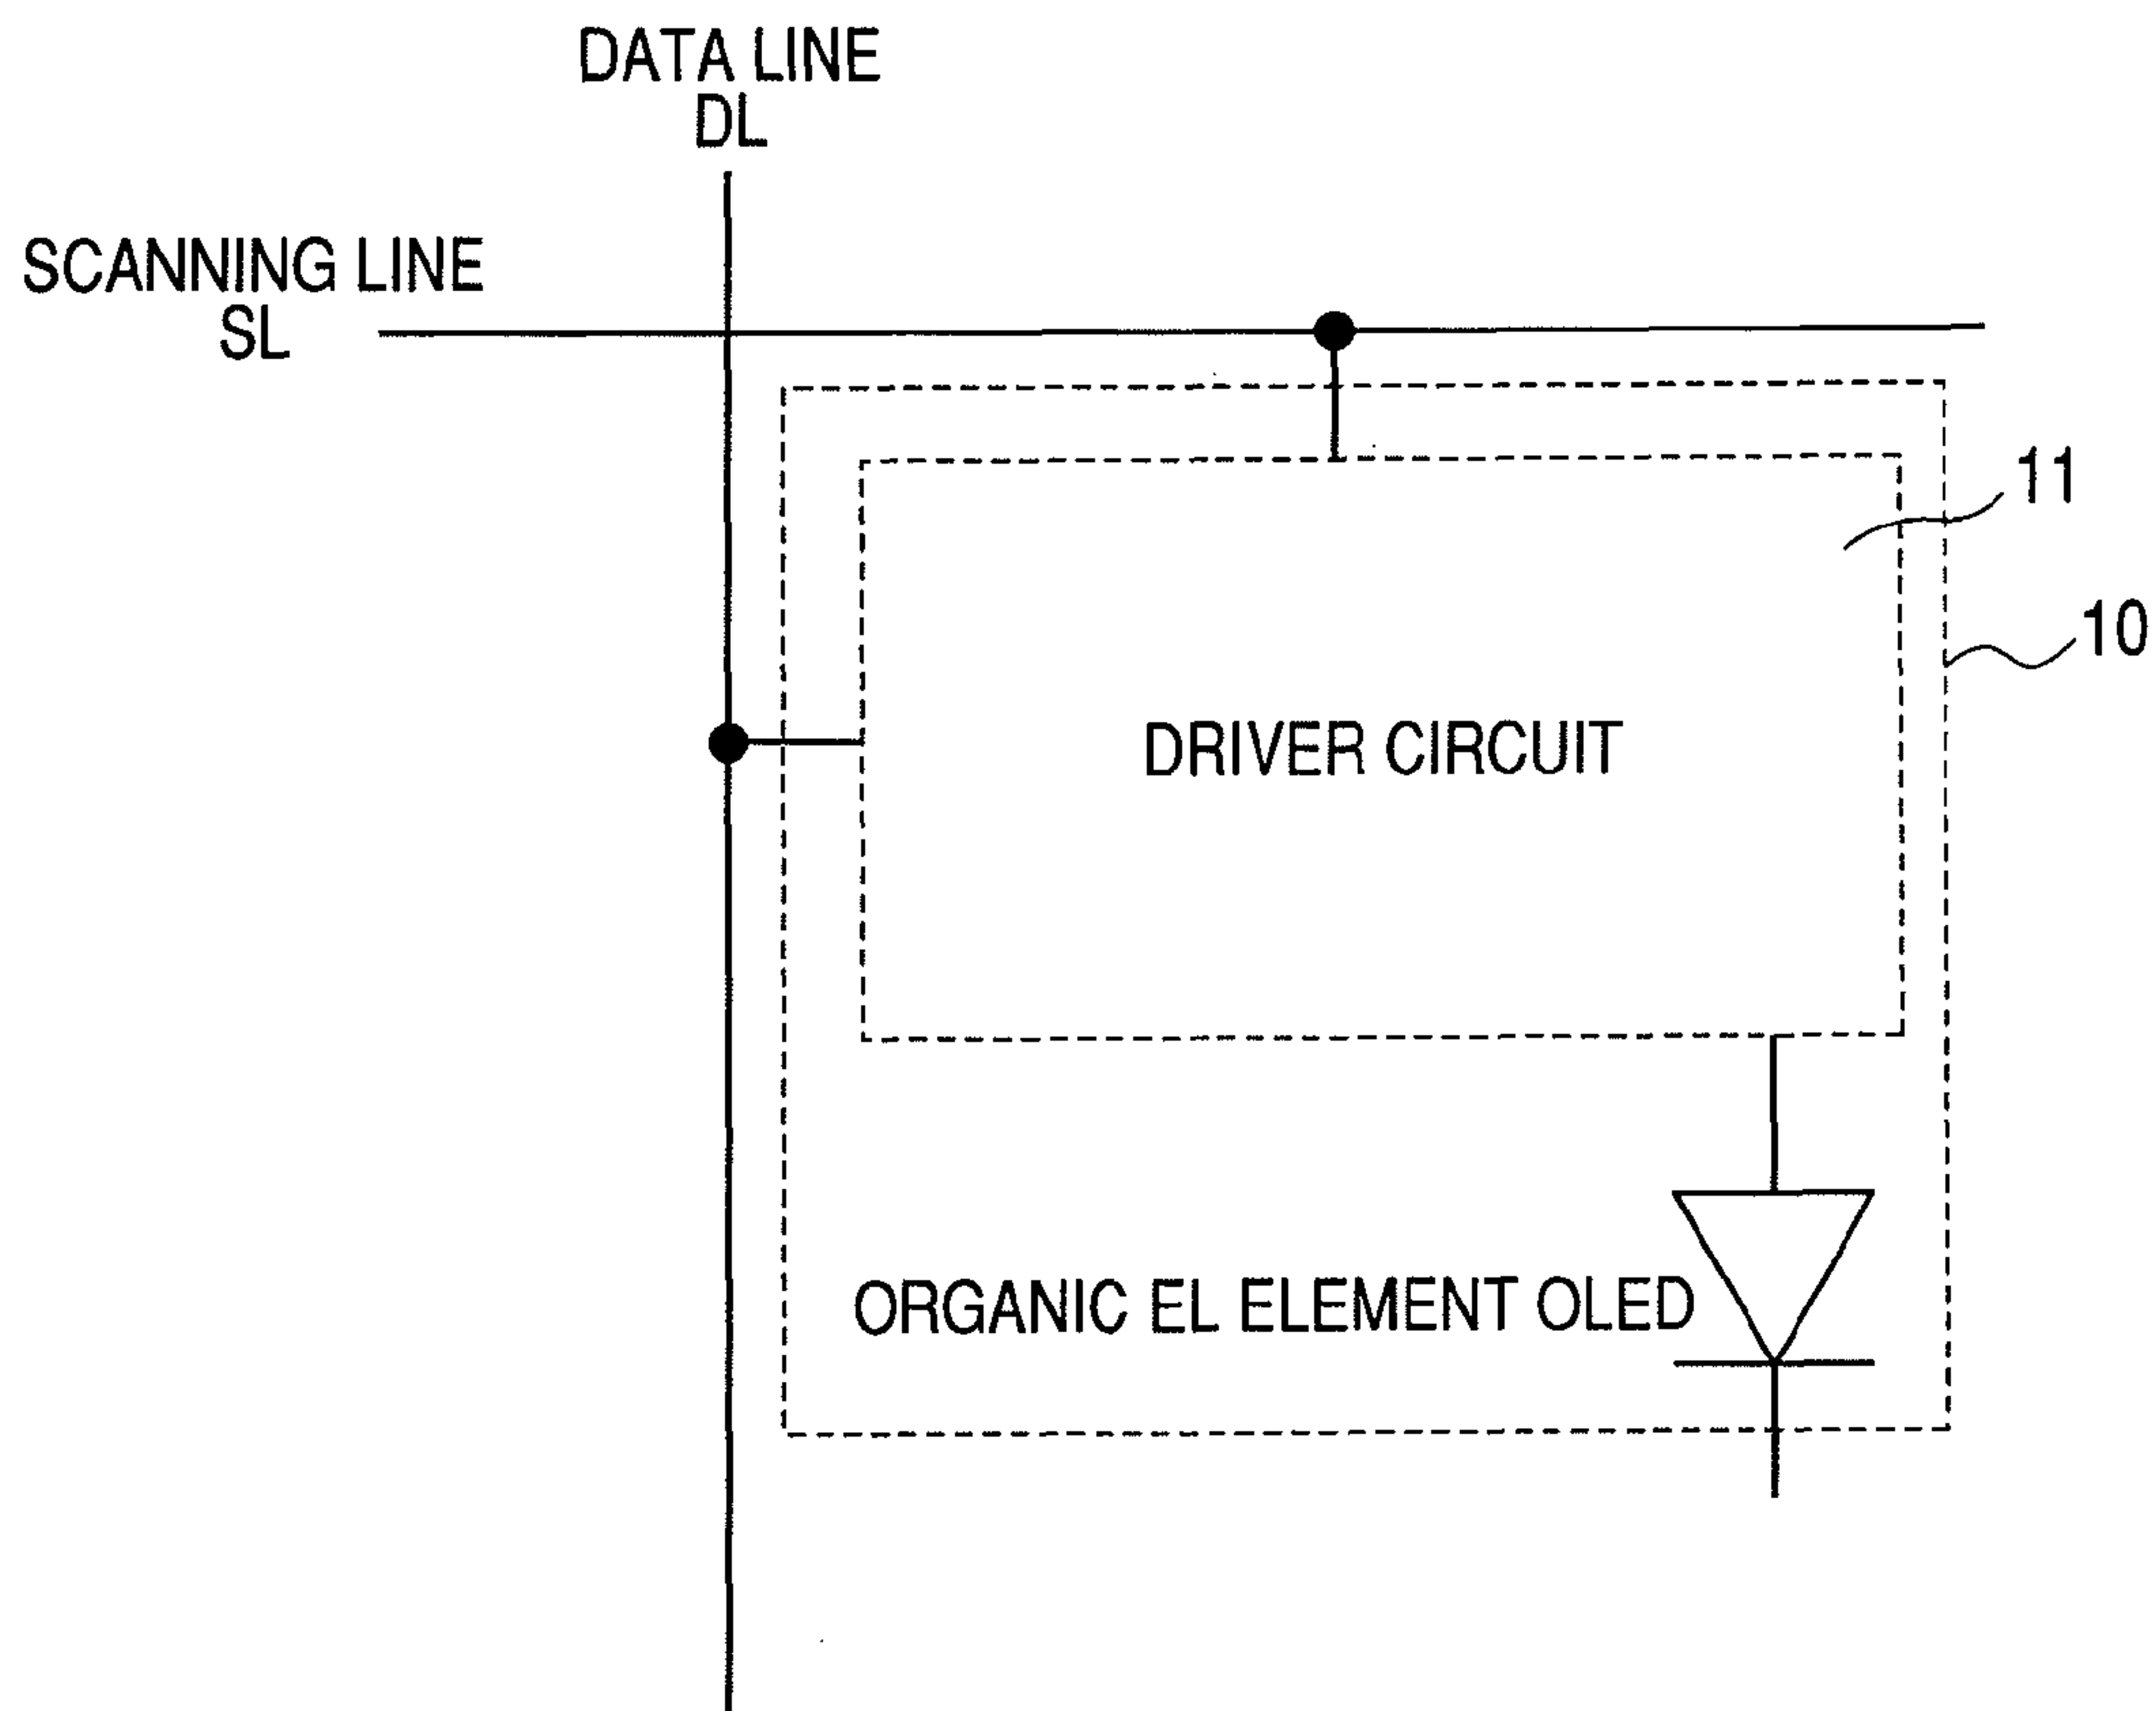 DATA LINE
DL
SCANNING LINE
SL
11
10
DRIVER CIRCUIT
ORGANIC EL ELEMENT OLED